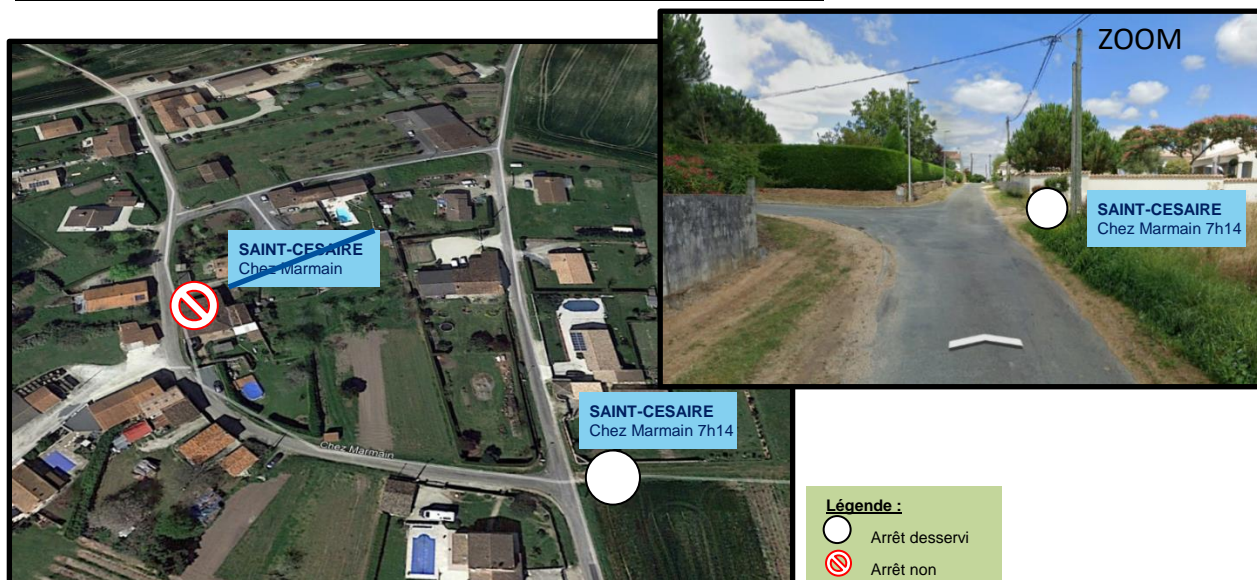 ZOOM
SAINT-CESAIRE
Chez Marmain 7h14
SAINT-CESAIRE
Chez Marmain
SAINT-CESAIRE
Chez Marmain 7h14
Chez Marmain
Légende :
Arrêt desservi
Arrêt non